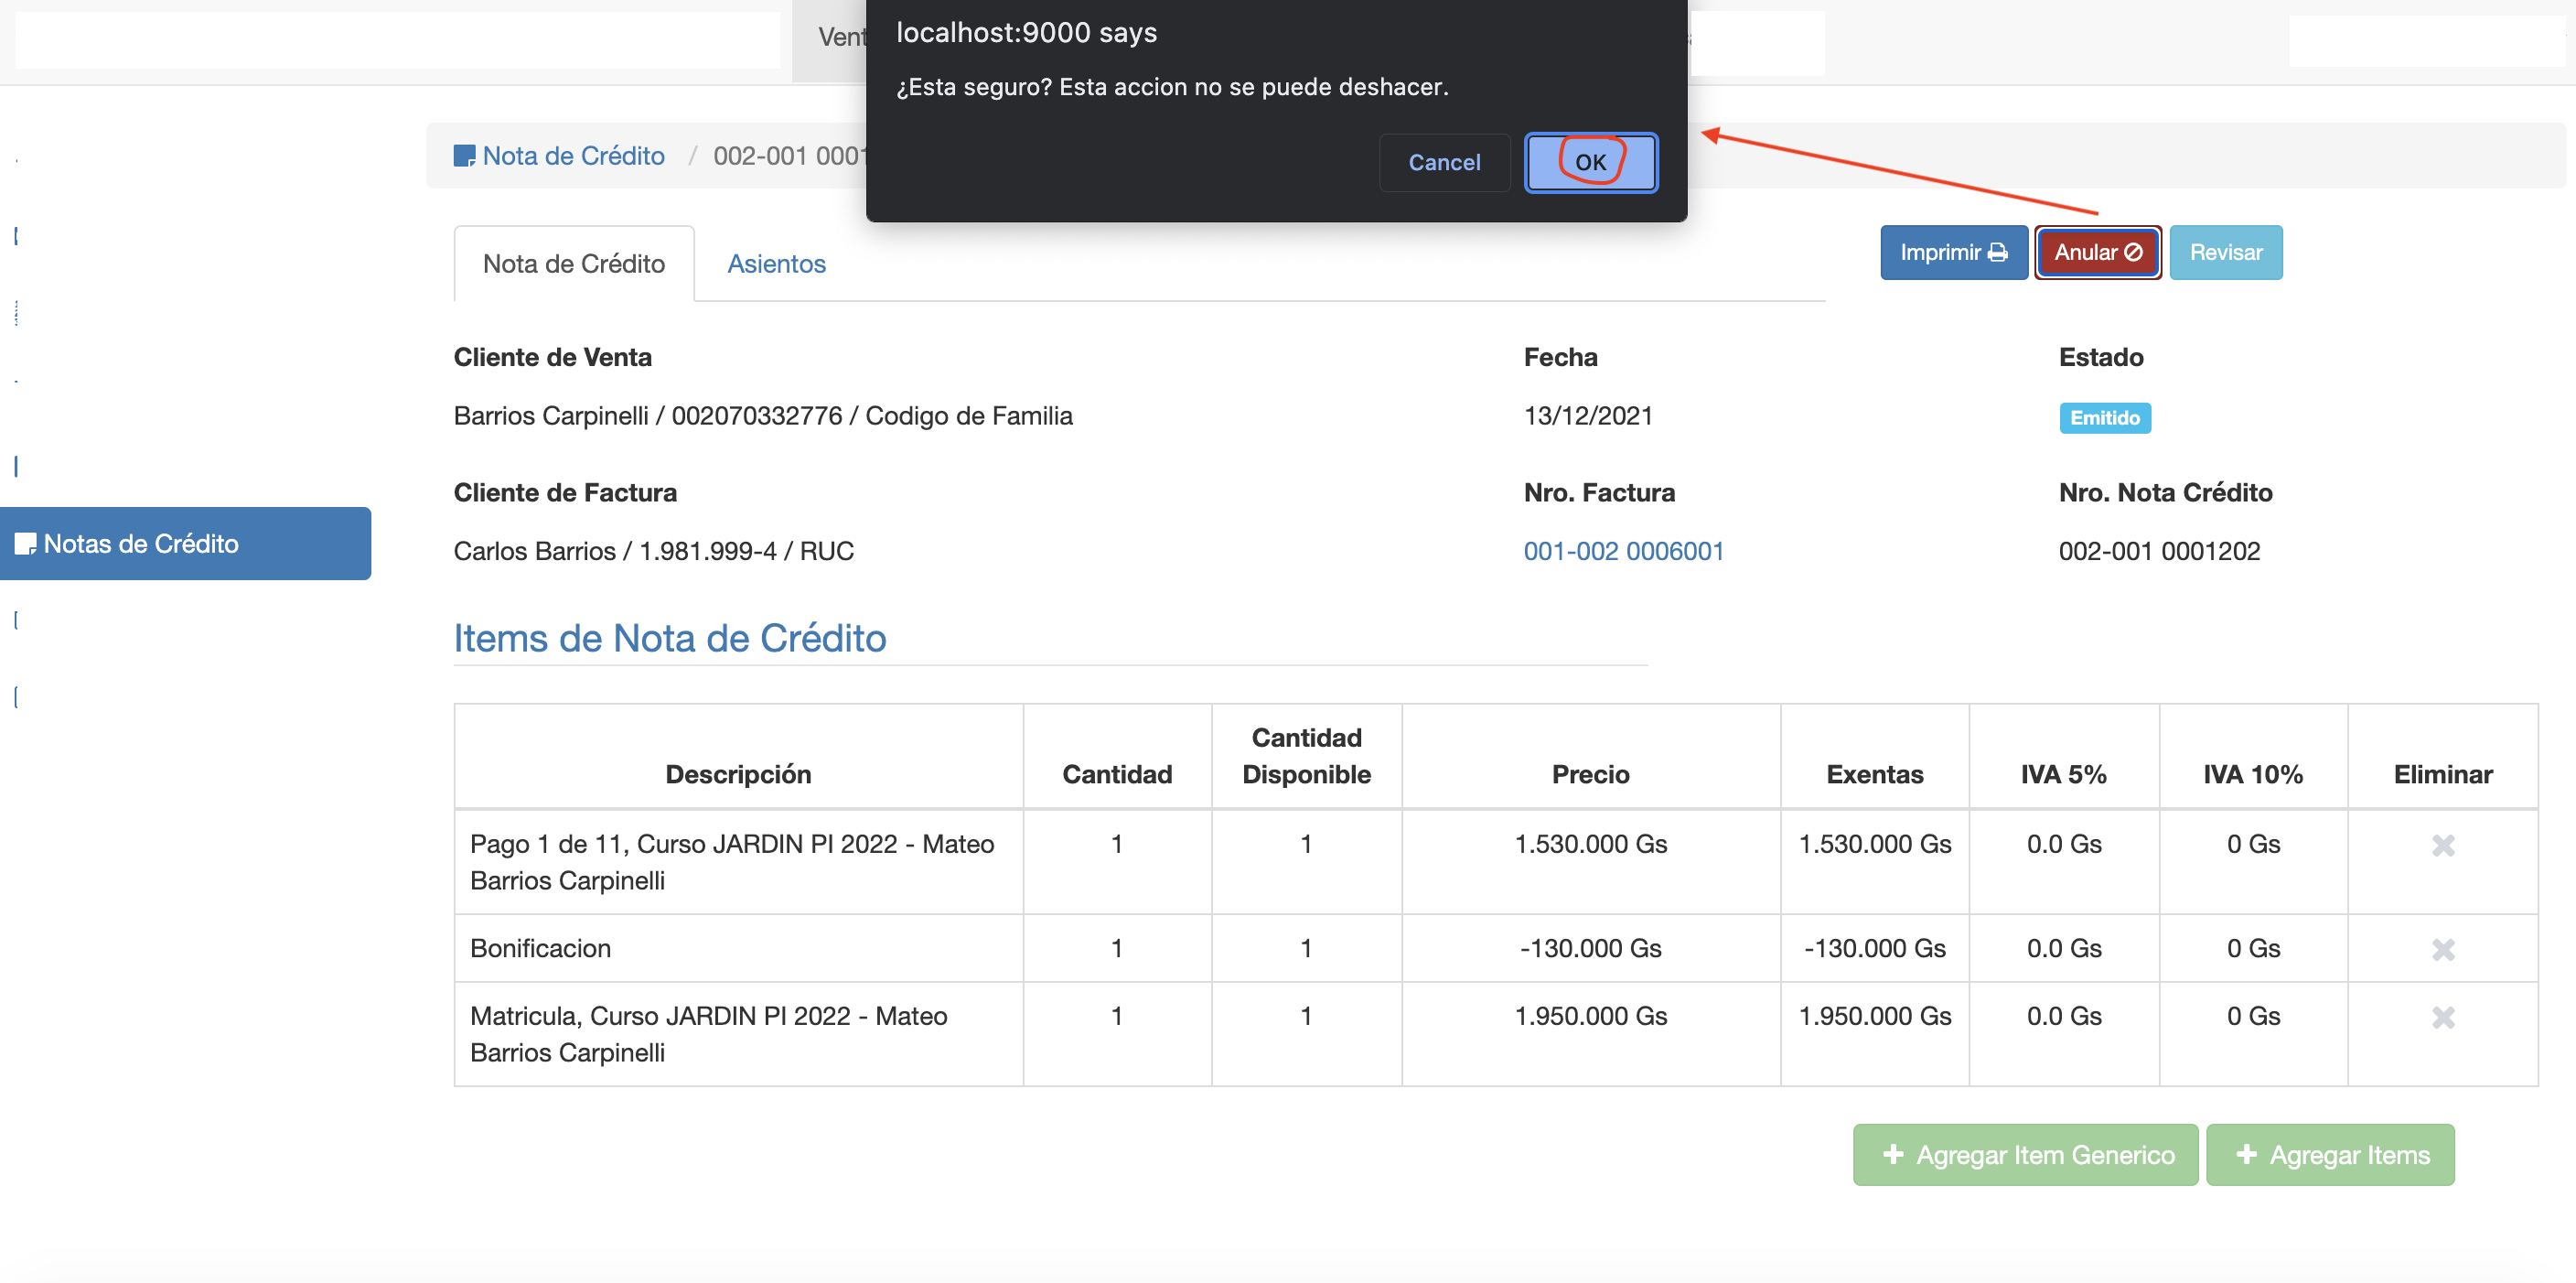 Vent
localhost:9000 says
¿Esta seguro? Esta accion no se puede deshacer.
Cancel
OK
Nota de Crédito / 002-001 0001
Nota de Crédito
Asientos
Imprimir
Anular
Revisar
Cliente de Venta
Fecha
Estado
Barrios Carpinelli / 002070332776 / Codigo de Familia
13/12/2021
Emitido
Cliente de Factura
Nro. Factura
Nro. Nota Crédito
Carlos Barrios / 1.981.999-4 / RUC
001-002 0006001
002-001 0001202
Notas de Crédito
Items de Nota de Crédito
Descripción
Cantidad
Cantidad
Disponible
Precio
Exentas
IVA 5%
IVA 10%
Eliminar
Pago 1 de 11, Curso JARDIN PI 2022 - Mateo
Barrios Carpinelli
1
1
1.530.000 Gs
1.530.000 Gs
0.0 Gs
0 Gs
Bonificacion
1
1
-130.000 Gs
-130.000 Gs
0.0 Gs
0 Gs
Matricula, Curso JARDIN PI 2022 - Mateo
Barrios Carpinelli
1
1
1.950.000 Gs
1.950.000 Gs
0.0 Gs
0 Gs
+ Agregar Item Generico
+ Agregar Items